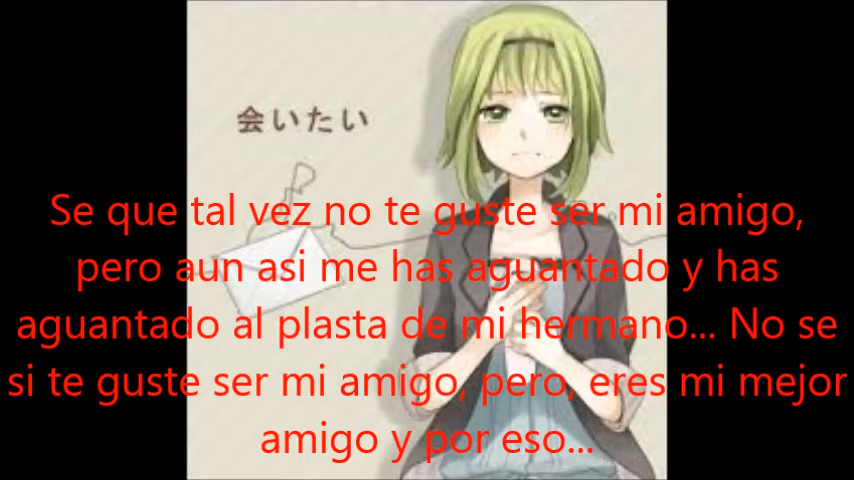 会いたい
Se que tal vez no te guste ser mi amigo,
pero aun asi me has aguantado y has
aguantado al plasta de mi hermano... No se
si te guste ser mi amigo, pero, eres mi mejor
amigo y por eso...